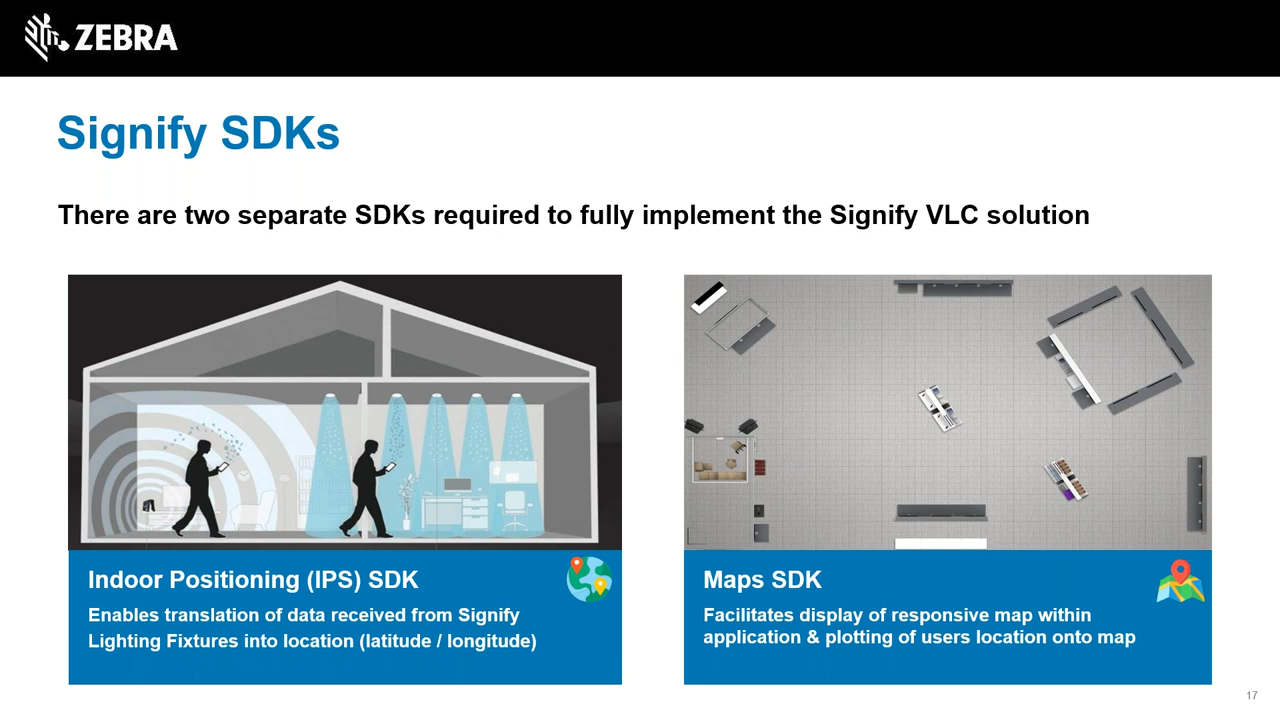 ZEBRA
Signify SDKs
There are two separate SDKs required to fully implement the Signify VLC solution
Indoor Positioning (IPS) SDK
Enables translation of data received from Signify
Lighting Fixtures into location (latitude / longitude)
Maps SDK
Facilitates display of responsive map within
application & plotting of users location onto map
17